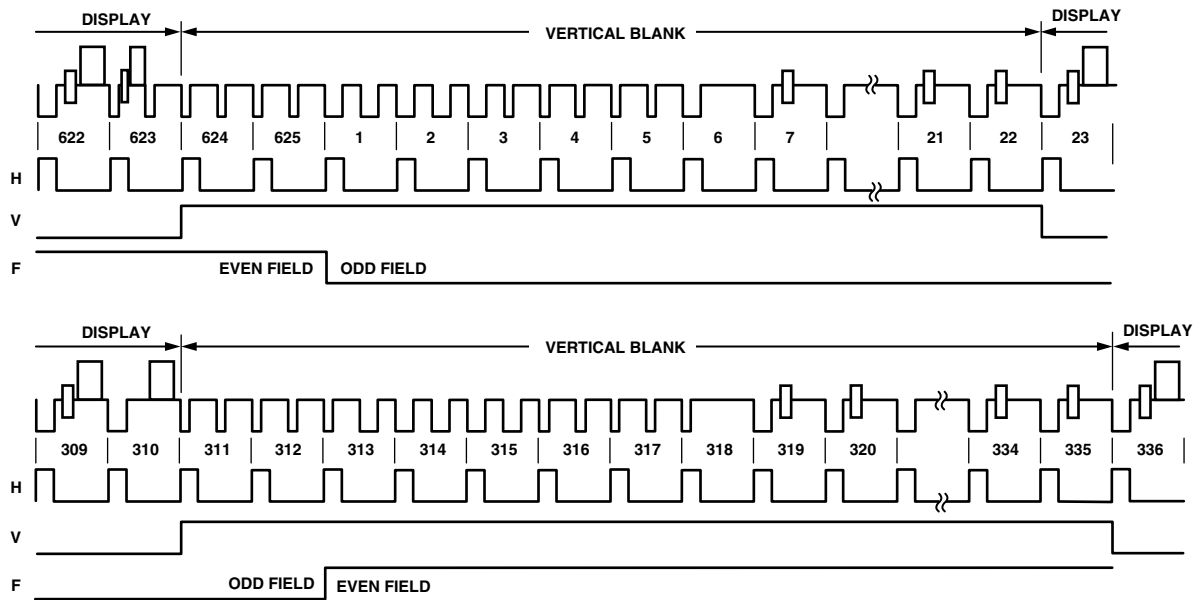 DISPLAY
VERTICAL BLANK
DISPLAY
622 623 624 625 1 2 3 4 5 6 7 21 22 23
H
V
F
EVEN FIELD ODD FIELD
DISPLAY
VERTICAL BLANK
DISPLAY
309 310 311 312 313 314 315 316 317 318 319 320 334 335 336
H
V
F
ODD FIELD EVEN FIELD